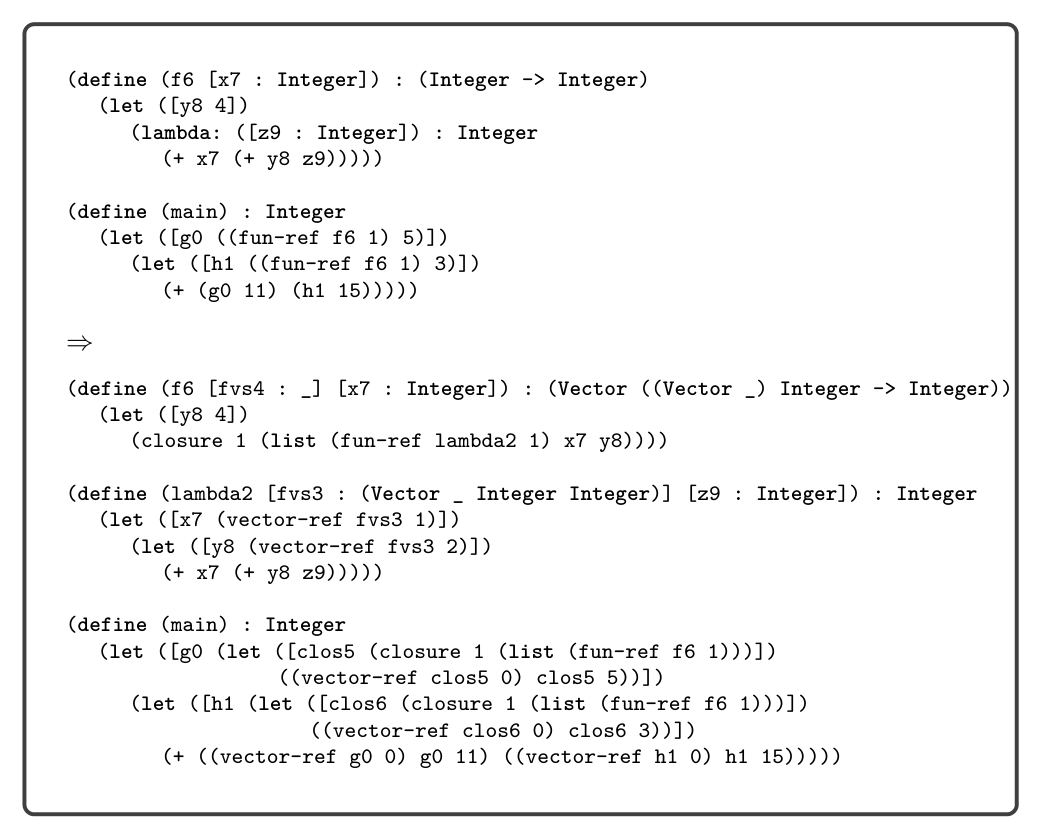 (define (f6 [x7 : Integer]) : (Integer -> Integer)
(let ([y8 4])
(lambda: ([z9 : Integer]) : Integer
(+ x7 (+ y8 z9)))))
(define (main) : Integer
(let ([g0 ((fun-ref f6 1) 5)])
(let ([h1 ((fun-ref f6 1) 3)])
(+ (g0 11) (h1 15)))))
⇒
(define (f6 [fvs4 : _] [x7 : Integer]) : (Vector ((Vector _) Integer -> Integer))
(let ([y8 4])
(closure 1 (list (fun-ref lambda2 1) x7 y8))))
(define (lambda2 [fvs3 : (Vector _ Integer Integer)] [z9 : Integer]) : Integer
(let ([x7 (vector-ref fvs3 1)])
(let ([y8 (vector-ref fvs3 2)])
(+ x7 (+ y8 z9)))))
(define (main) : Integer
(let ([g0 (let ([clos5 (closure 1 (list (fun-ref f6 1)))])
((vector-ref clos5 0) clos5 5))])
(let ([h1 (let ([clos6 (closure 1 (list (fun-ref f6 1)))])
((vector-ref clos6 0) clos6 3))])
(+ ((vector-ref g0 0) g0 11) ((vector-ref h1 0) h1 15)))))